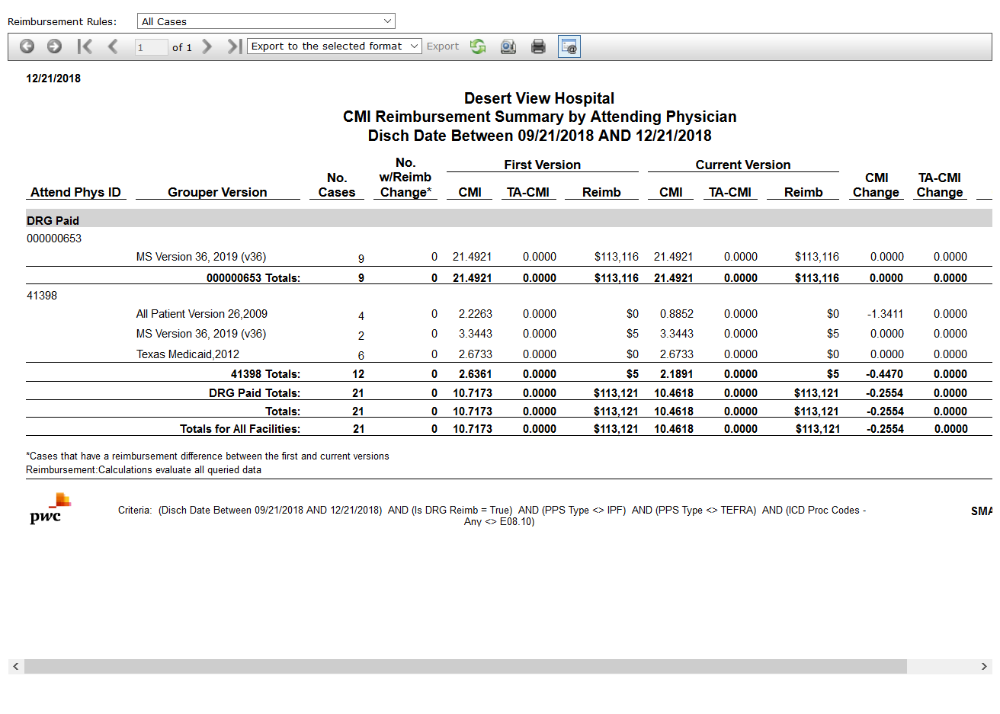 Reimbursement Rules: All Cases
1 of 1 Export to the selected format Export
12/21/2018
Desert View Hospital
CMI Reimbursement Summary by Attending Physician
Disch Date Between 09/21/2018 AND 12/21/2018
No. w/Reimb Change* First Version Current Version
Attend Phys ID Grouper Version No. Cases CMI TA-CMI Reimb CMI TA-CMI Reimb CMI Change TA-CMI Change
DRG Paid
000000653
MS Version 36, 2019 (v36) 9 0 21.4921 0.0000 $113,116 21.4921 0.0000 $113,116 0.0000 0.0000
000000653 Totals: 9 0 21.4921 0.0000 $113,116 21.4921 0.0000 $113,116 0.0000 0.0000
41398
All Patient Version 26,2009 4 0 2.2263 0.0000 $0 0.8852 0.0000 $0 -1.3411 0.0000
MS Version 36, 2019 (v36) 2 0 3.3443 0.0000 $5 3.3443 0.0000 $5 0.0000 0.0000
Texas Medicaid,2012 6 0 2.6733 0.0000 $0 2.6733 0.0000 $0 0.0000 0.0000
41398 Totals: 12 0 2.6361 0.0000 $5 2.1891 0.0000 $5 -0.4470 0.0000
DRG Paid Totals: 21 0 10.7173 0.0000 $113,121 10.4618 0.0000 $113,121 -0.2554 0.0000
Totals: 21 0 10.7173 0.0000 $113,121 10.4618 0.0000 $113,121 -0.2554 0.0000
Totals for All Facilities: 21 0 10.7173 0.0000 $113,121 10.4618 0.0000 $113,121 -0.2554 0.0000
*Cases that have a reimbursement difference between the first and current versions
Reimbursement:Calculations evaluate all queried data
pwc
Criteria: (Disch Date Between 09/21/2018 AND 12/21/2018) AND (Is DRG Reimb = True) AND (PPS Type <> IPF) AND (PPS Type <> TEFRA) AND (ICD Proc Codes -
Any <> E08.10)
SMA